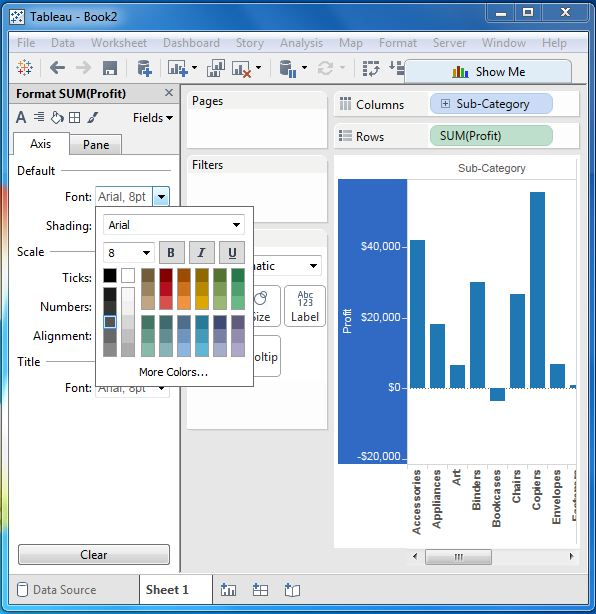 Tableau - Book2
File Data Worksheet Dashboard Story Analysis Map Format Server Window Help
Show Me
Format SUM(Profit)
Fields
Axis Pane
Default
Font: Arial, 8pt
Shading:
Arial
8 B I U
Scale
Ticks:
Numbers:
Alignment:
Title
More Colors...
Font: Arial, 8pt
Clear
Pages
Filters
matic
Size
Abc
123
Label
oltip
Columns Sub-Category
Rows SUM(Profit)
Sub-Category
Profit
$40,000
$20,000
$0
-$20,000
Accessories
Appliances
Art
Binders
Bookcases
Chairs
Copiers
Envelopes
Data Source Sheet 1